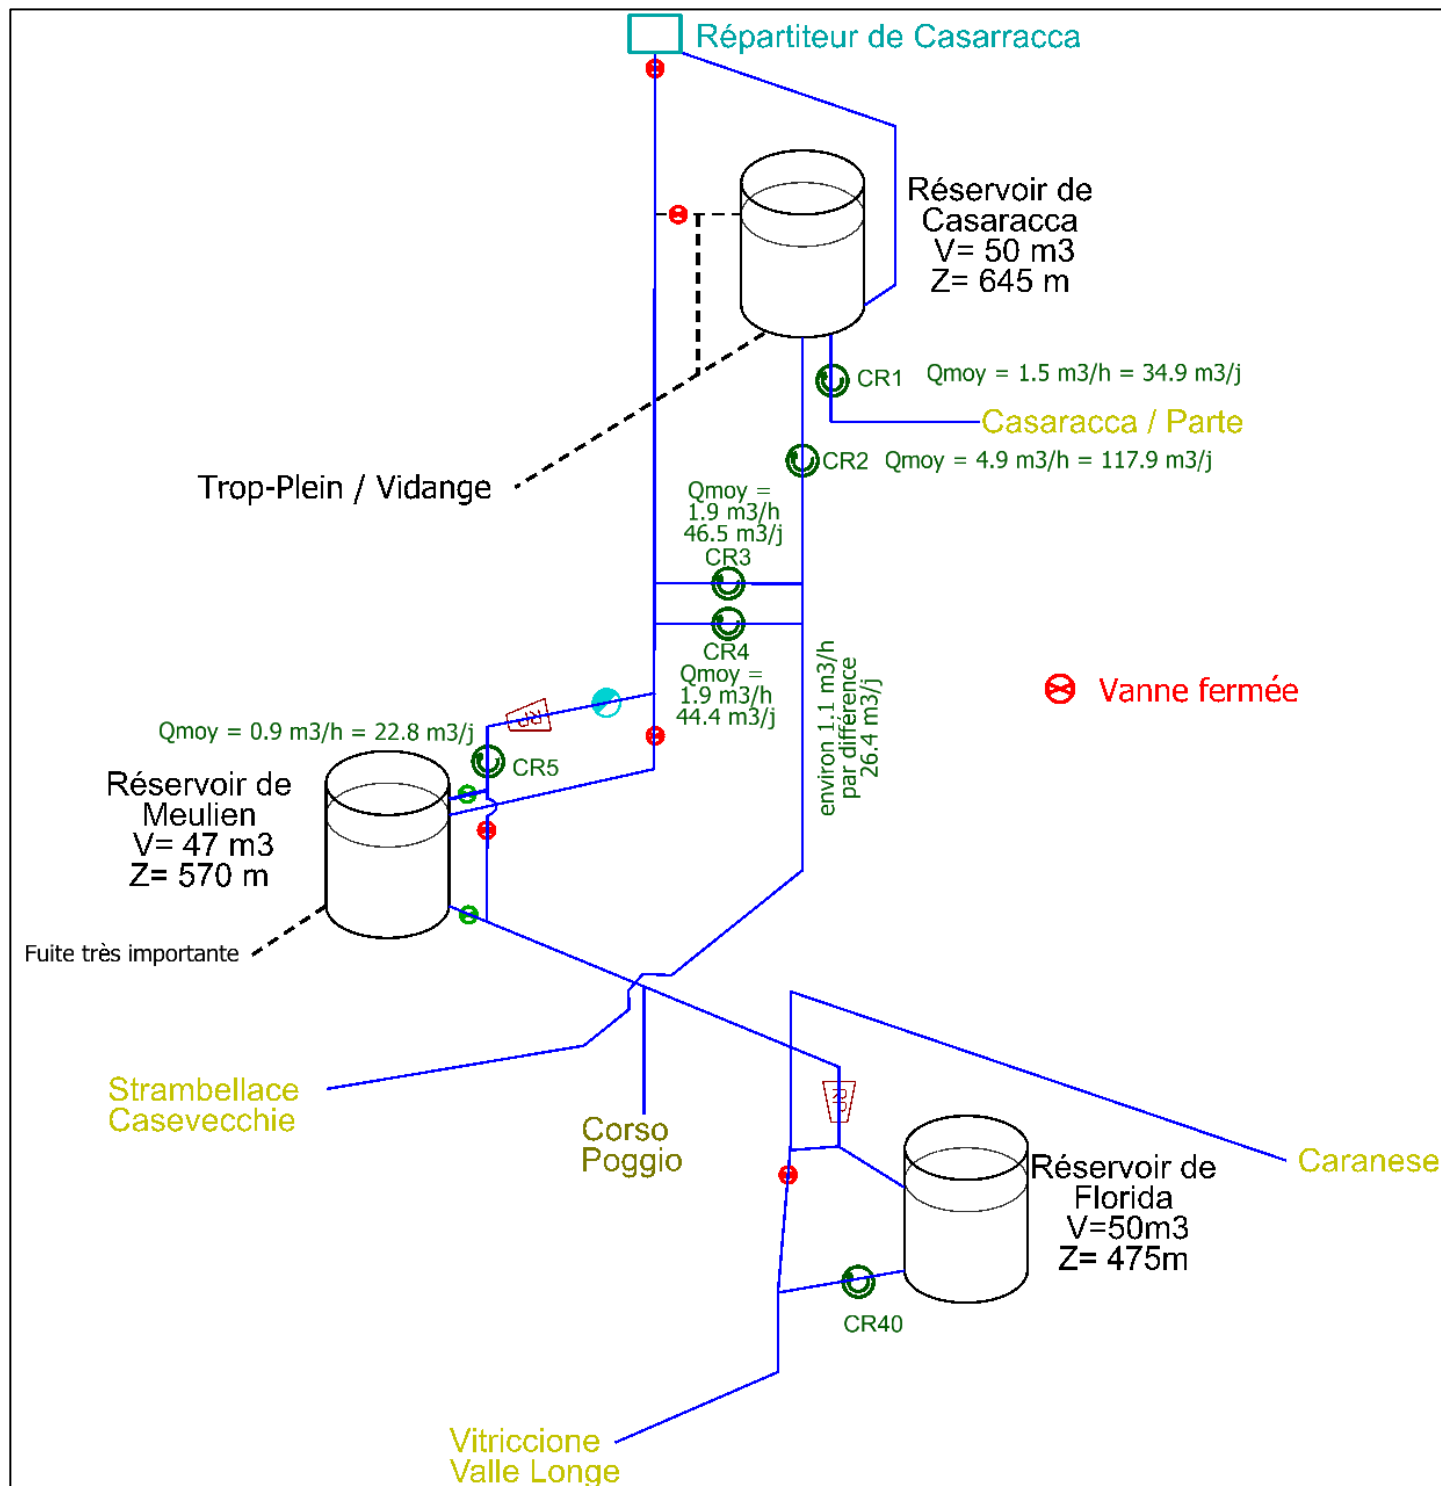 Répartiteur de Casarracca
Réservoir de
Casaracca
V= 50 m3
Z= 645 m
CR1
Qmoy = 1.5 m3/h = 34.9 m3/j
Casaracca / Parte
CR2
Qmoy = 4.9 m3/h = 117.9 m3/j
Trop-Plein / Vidange
Qmoy =
1.9 m3/h
46.5 m3/j
CR3
CR4
Qmoy =
1.9 m3/h
44.4 m3/j
environ 1.1 m3/h
par différence
26.4 m3/j
Vanne fermée
RP
Qmoy = 0.9 m3/h = 22.8 m3/j
CR5
Réservoir de
Meulien
V= 47 m3
Z= 570 m
Fuite très importante
Strambellace
Casevecchie
Corso
Poggio
RP
Réservoir de
Florida
V=50m3
Z= 475m
Caranese
CR40
Vitriccione
Valle Longe